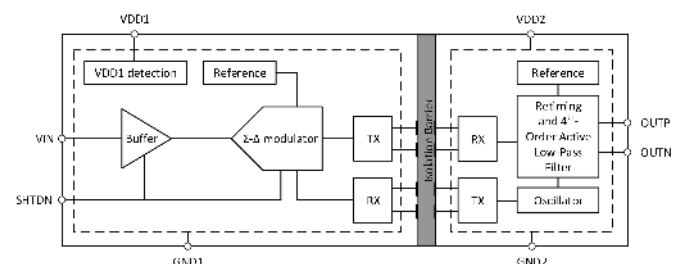 VDD1
VDD2
VDD1 detection
Reference
Reference
VIN
Buffer
Σ-Δ modulator
TX
RX
Isolation Barrier
RX
TX
Retiming
and 4th-
Order Active
Low-Pass
Filter
Oscillator
OUTP
OUTN
SHTDN
GND1
GND2